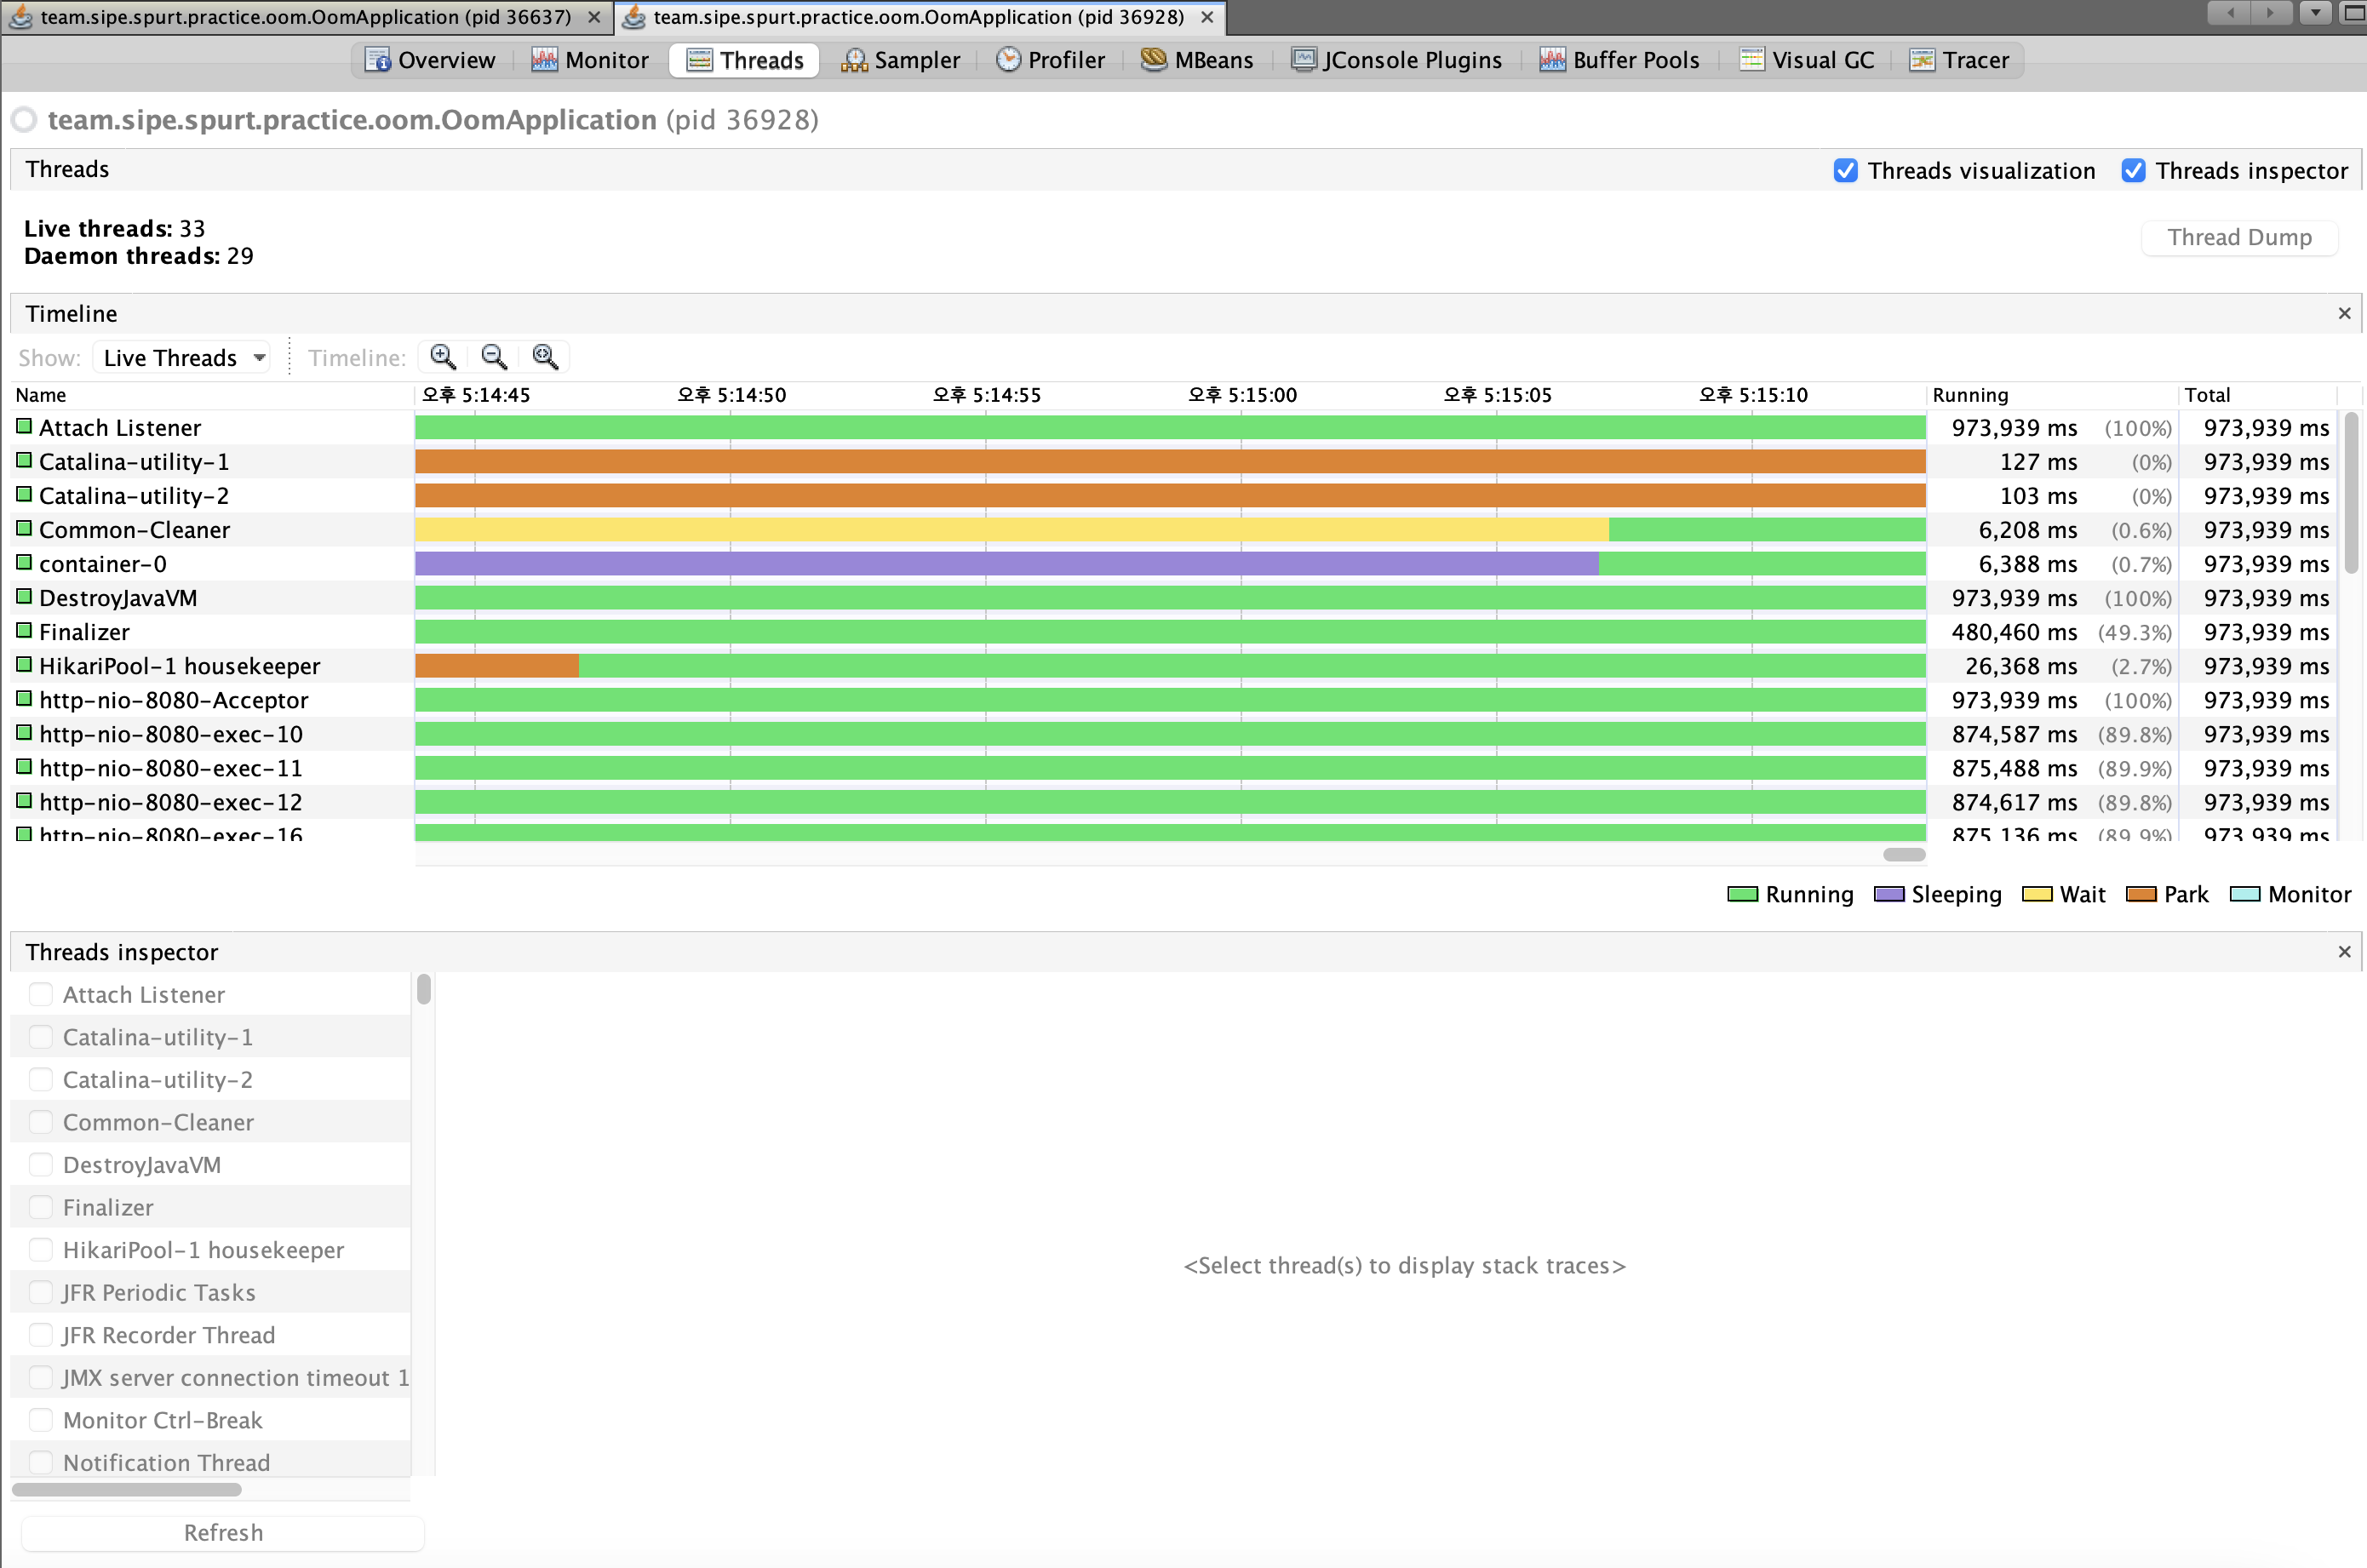 team.sipe.spurt.practice.oom.OomApplication (pid 36637) team.sipe.spurt.practice.oom.OomApplication (pid 36928)
Overview Monitor Threads Sampler Profiler MBeans JConsole Plugins Buffer Pools Visual GC Tracer
team.sipe.spurt.practice.oom.OomApplication (pid 36928)
Threads Threads visualization Threads inspector
Live threads: 33
Daemon threads: 29
Thread Dump
Timeline
Show: Live Threads Timeline:
Name 오후 5:14:45 오후 5:14:50 오후 5:14:55 오후 5:15:00 오후 5:15:05 오후 5:15:10 Running Total
Attach Listener 973,939 ms (100%) 973,939 ms
Catalina-utility-1 127 ms (0%) 973,939 ms
Catalina-utility-2 103 ms (0%) 973,939 ms
Common-Cleaner 6,208 ms (0.6%) 973,939 ms
container-0 6,388 ms (0.7%) 973,939 ms
DestroyJavaVM 973,939 ms (100%) 973,939 ms
Finalizer 480,460 ms (49.3%) 973,939 ms
HikariPool-1 housekeeper 26,368 ms (2.7%) 973,939 ms
http-nio-8080-Acceptor 973,939 ms (100%) 973,939 ms
http-nio-8080-exec-10 874,587 ms (89.8%) 973,939 ms
http-nio-8080-exec-11 875,488 ms (89.9%) 973,939 ms
http-nio-8080-exec-12 874,617 ms (89.8%) 973,939 ms
http-nio-8080-exec-16 875,136 ms (89.9%) 973,939 ms
Running Sleeping Wait Park Monitor
Threads inspector
Attach Listener
Catalina-utility-1
Catalina-utility-2
Common-Cleaner
DestroyJavaVM
Finalizer
HikariPool-1 housekeeper
<Select thread(s) to display stack traces>
JFR Periodic Tasks
JFR Recorder Thread
JMX server connection timeout 1
Monitor Ctrl-Break
Notification Thread
Refresh